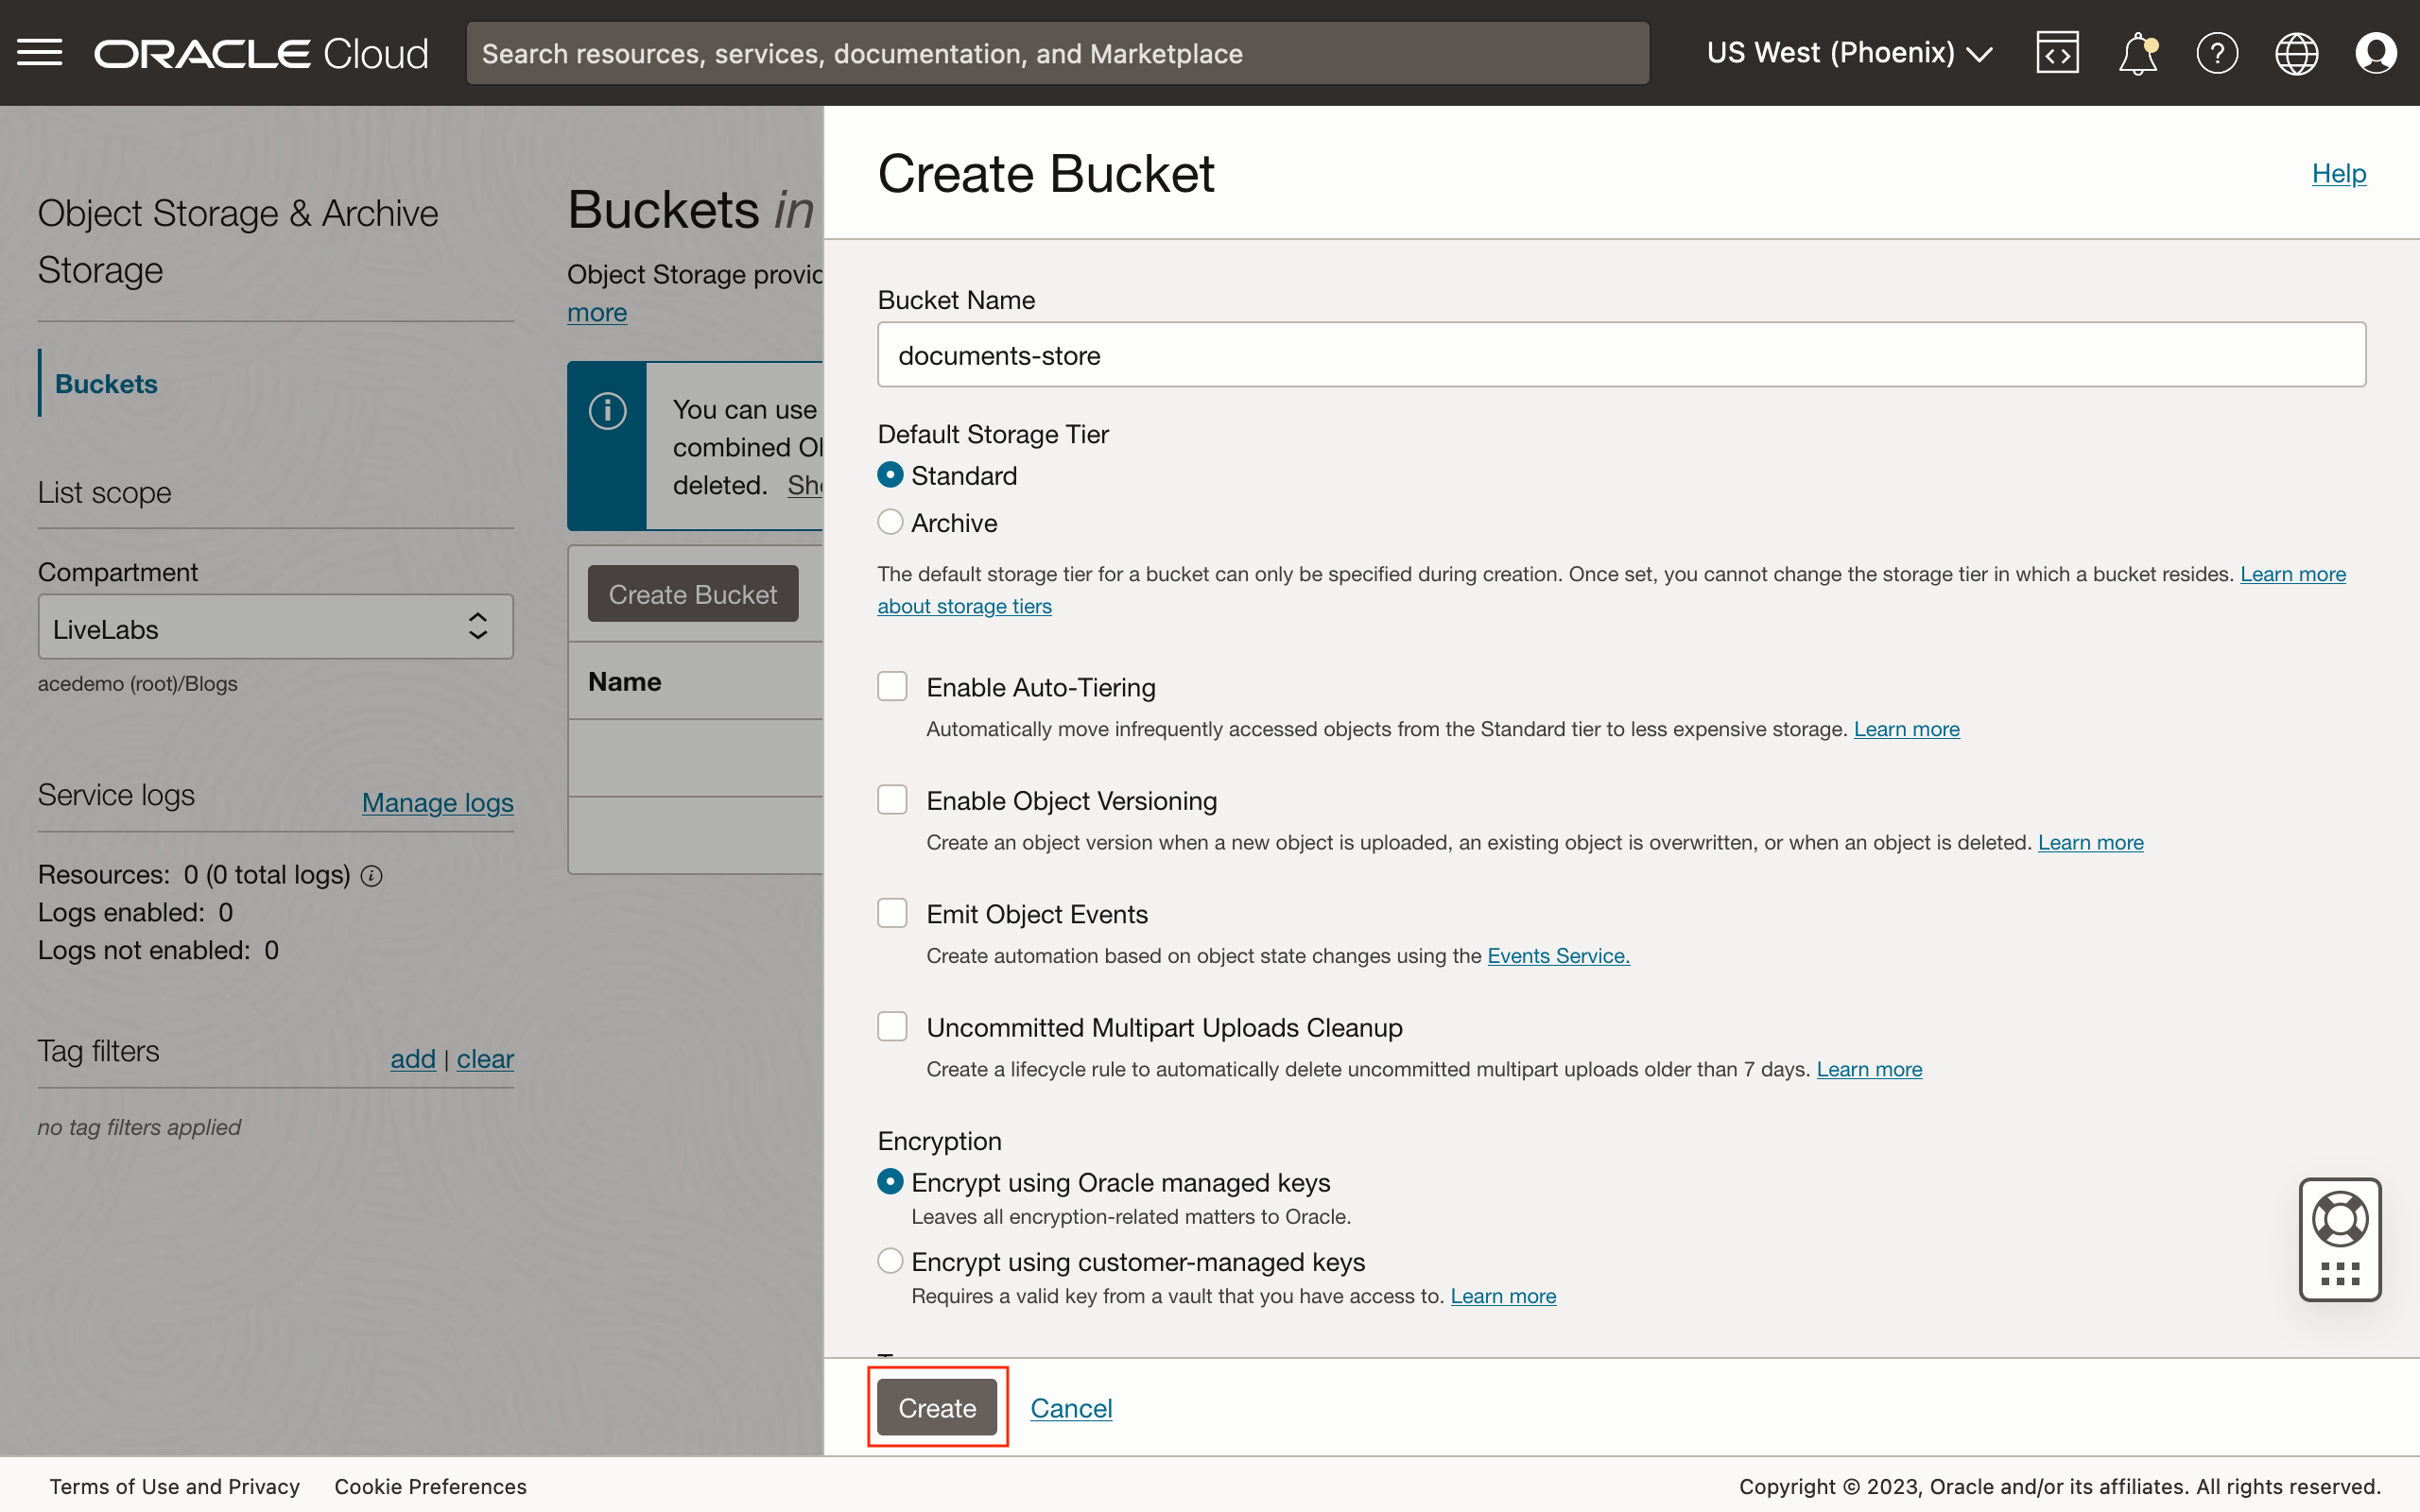 ORACLE Cloud
Search resources, services, documentation, and Marketplace
US West (Phoenix)
Object Storage & Archive
Storage
Buckets
List scope
Compartment
LiveLabs
acedemo (root)/Blogs
Service logs
Manage logs
Resources: 0 (0 total logs)
Logs enabled: 0
Logs not enabled: 0
Tag filters
add | clear
no tag filters applied
Buckets in
Object Storage provid
more
You can use
combined Ob
deleted. Sho
Create Bucket
Name
Create Bucket
Help
Bucket Name
documents-store
Default Storage Tier
Standard
Archive
The default storage tier for a bucket can only be specified during creation. Once set, you cannot change the storage tier in which a bucket resides. Learn more
about storage tiers
Enable Auto-Tiering
Automatically move infrequently accessed objects from the Standard tier to less expensive storage. Learn more
Enable Object Versioning
Create an object version when a new object is uploaded, an existing object is overwritten, or when an object is deleted. Learn more
Emit Object Events
Create automation based on object state changes using the Events Service.
Uncommitted Multipart Uploads Cleanup
Create a lifecycle rule to automatically delete uncommitted multipart uploads older than 7 days. Learn more
Encryption
Encrypt using Oracle managed keys
Leaves all encryption-related matters to Oracle.
Encrypt using customer-managed keys
Requires a valid key from a vault that you have access to. Learn more
Create
Cancel
Terms of Use and Privacy
Cookie Preferences
Copyright © 2023, Oracle and/or its affiliates. All rights reserved.